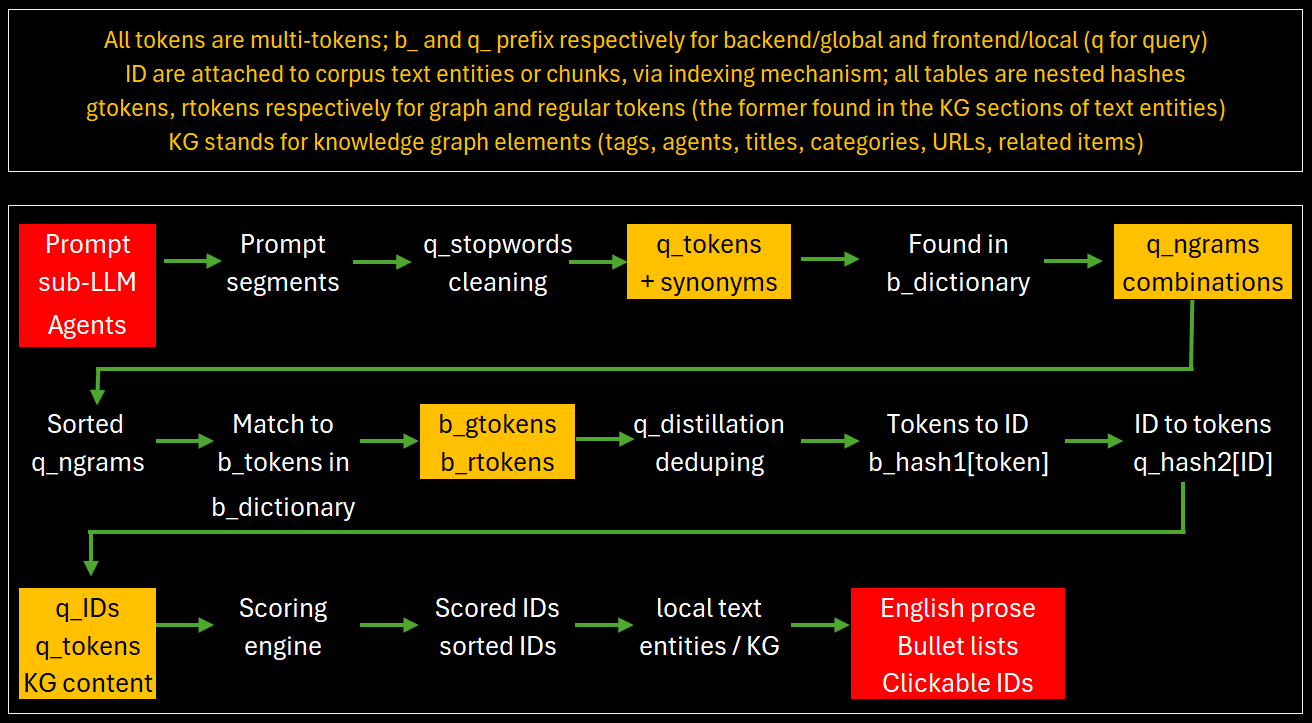 All tokens are multi-tokens; b_ and q_ prefix respectively for backend/global and frontend/local (q for query)
ID are attached to corpus text entities or chunks, via indexing mechanism; all tables are nested hashes
gtokens, rtokens respectively for graph and regular tokens (the former found in the KG sections of text entities)
KG stands for knowledge graph elements (tags, agents, titles, categories, URLs, related items)
Prompt
sub-LLM
Agents
Prompt
segments
q_stopwords
cleaning
q_tokens
+ synonyms
Found in
b_dictionary
q_ngrams
combinations
Sorted
q_ngrams
Match to
b_tokens in
b_dictionary
b_gtokens
b_rtokens
q_distillation
deduping
Tokens to ID
b_hash1[token]
ID to tokens
q_hash2[ID]
q_IDs
q_tokens
KG content
Scoring
engine
Scored IDs
sorted IDs
local text
entities / KG
English prose
Bullet lists
Clickable IDs